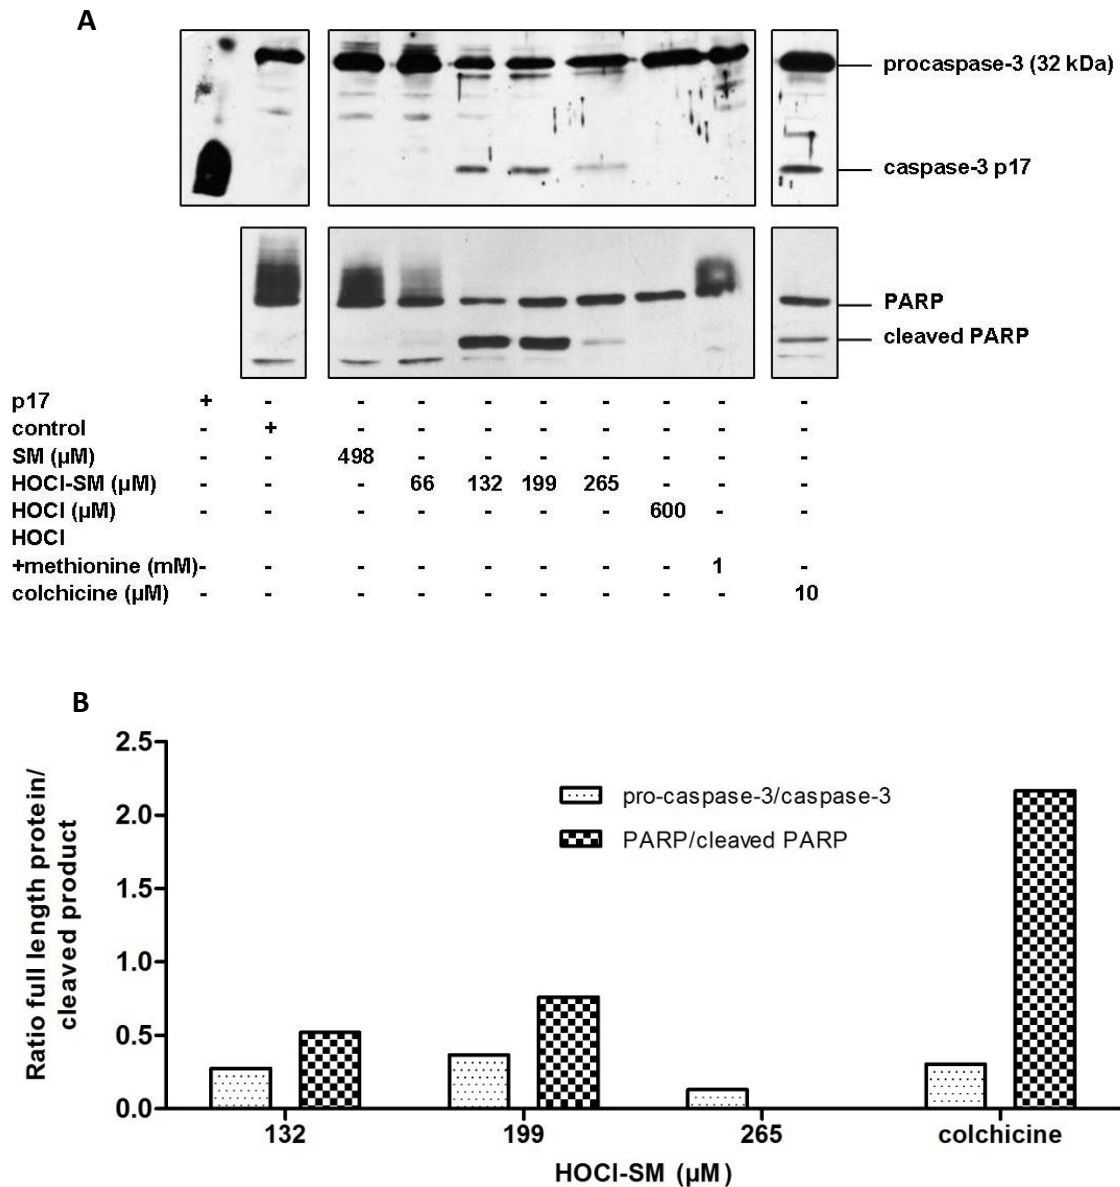 A
procaspase-3 (32 kDa)
caspase-3 p17
PARP
cleaved PARP
p17 + - - - - - - - - -
control - + - - - - - - - -
SM (µM) - - 498 - - - - - - -
HOCl-SM (µM) - - - 66 132 199 265 - - -
HOCl (µM) - - - - - - - 600 - -
HOCl
+methionine (mM)- - - - - - - - 1 -
colchicine (µM) - - - - - - - - - 10
B
2.5
2.0
1.5
1.0
0.5
0.0
Ratio full length protein/
cleaved product
pro-caspase-3/caspase-3
PARP/cleaved PARP
132 199 265 colchicine
HOCl-SM (µM)